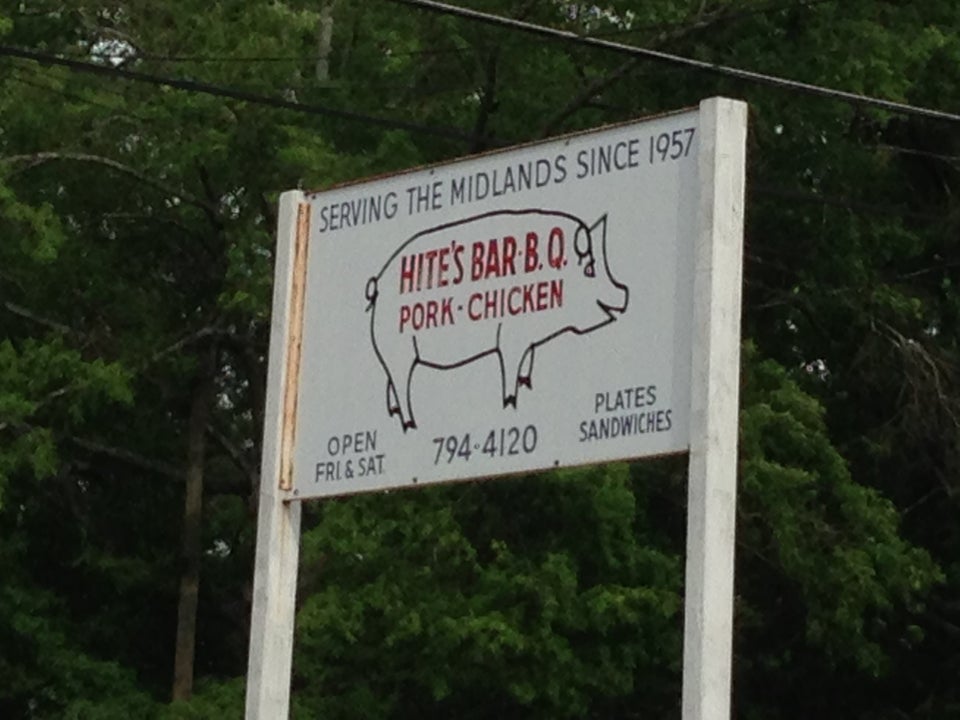 SERVING THE MIDLANDS SINCE 1957
HITE'S BAR·B.Q.
PORK-CHICKEN
OPEN
FRI. & SAT.
794-4120
PLATES
SANDWICHES